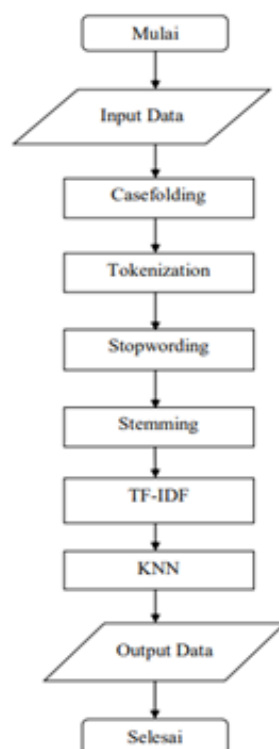 Mulai
Input Data
Casefolding
Tokenization
Stopwording
Stemming
TF-IDF
KNN
Output Data
Selesai